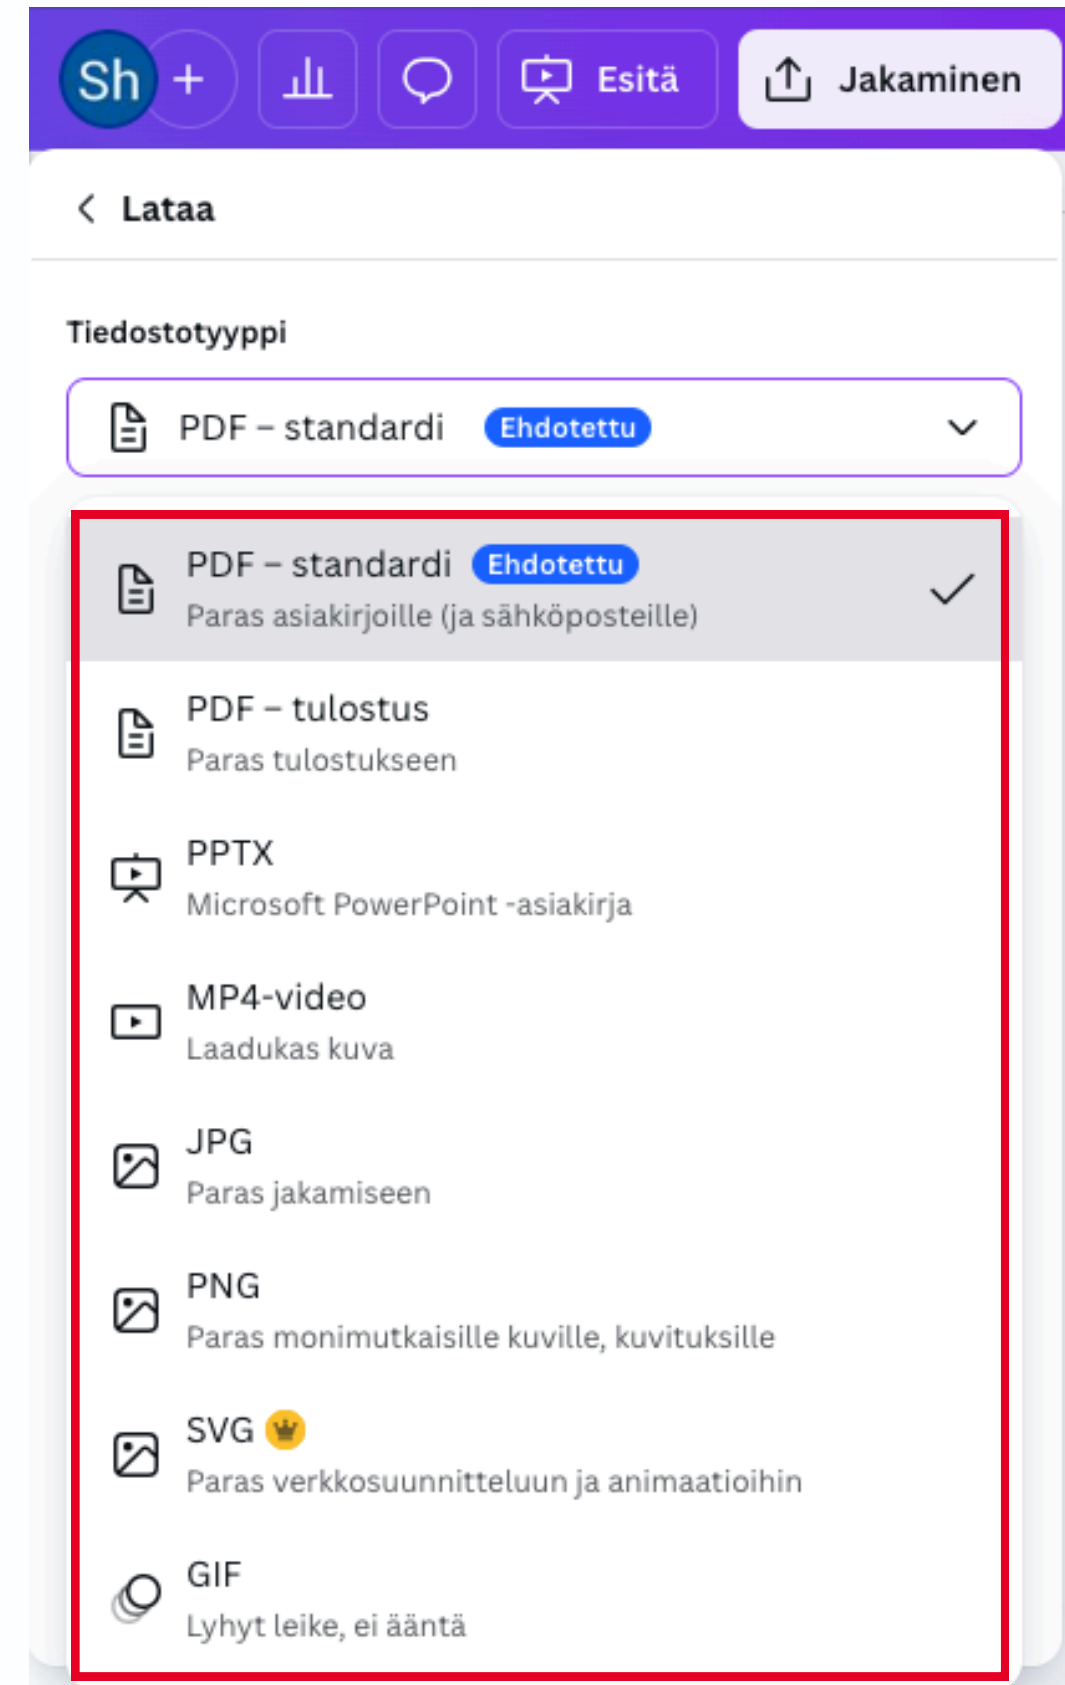 Sh + Esitä Jakaminen
Lataa
Tiedostotyyppi
PDF – standardi Ehdotettu
PDF – standardi Ehdotettu
Paras asiakirjoille (ja sähköposteille)
PDF – tulostus
Paras tulostukseen
PPTX
Microsoft PowerPoint -asiakirja
MP4-video
Laadukas kuva
JPG
Paras jakamiseen
PNG
Paras monimutkaisille kuville, kuvituksille
SVG
Paras verkkosuunnitteluun ja animaatioihin
GIF
Lyhyt leike, ei ääntä